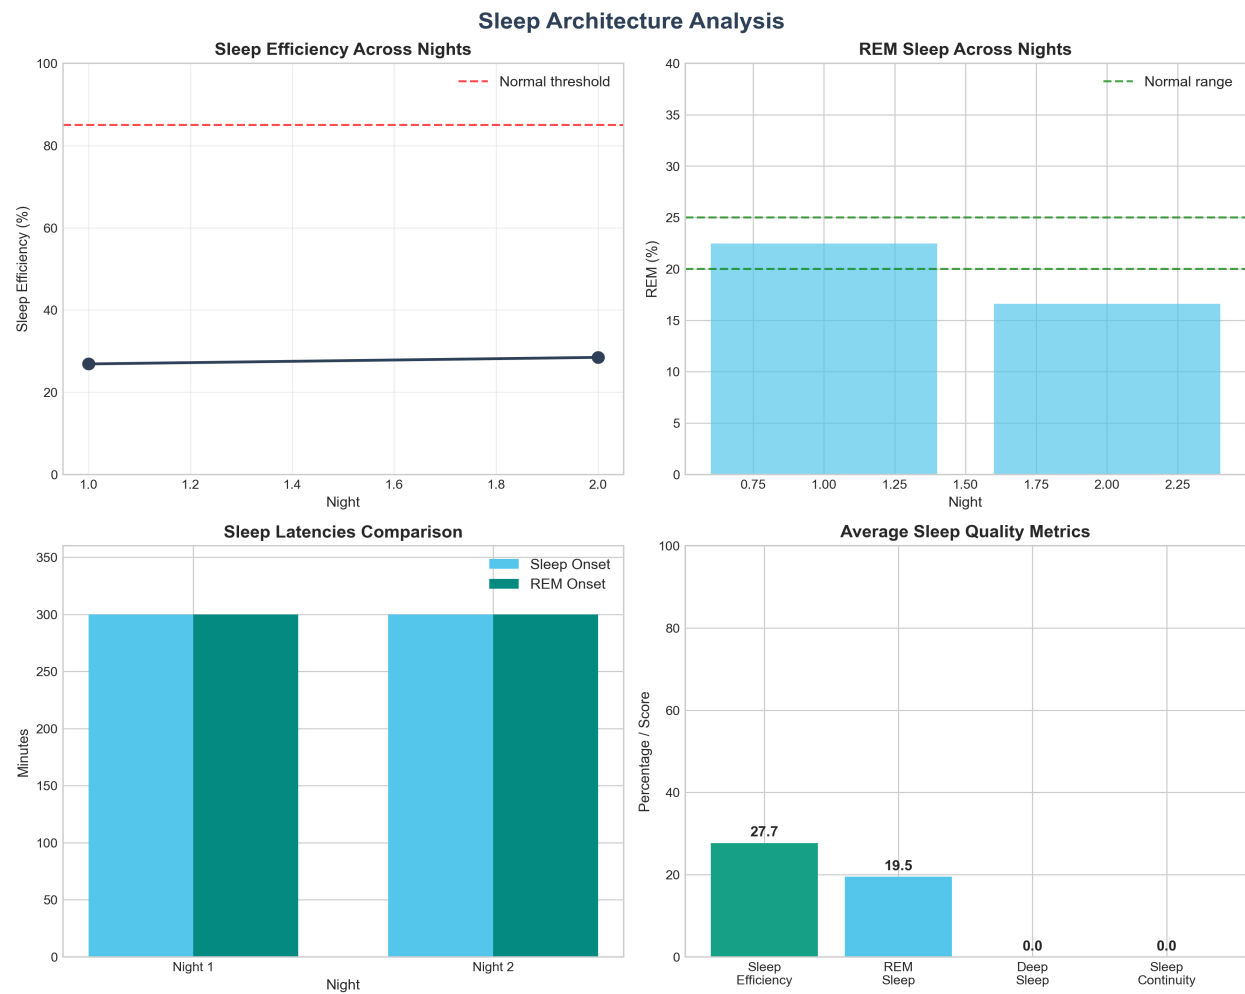 Sleep Architecture Analysis
Sleep Efficiency Across Nights
100
80
60
40
20
0
Sleep Efficiency (%)
Normal threshold
1.0 1.2 1.4 1.6 1.8 2.0
Night
REM Sleep Across Nights
40
35
30
25
20
15
10
5
0
REM (%)
Normal range
0.75 1.00 1.25 1.50 1.75 2.00 2.25
Night
Sleep Latencies Comparison
350
300
250
200
150
100
50
0
Minutes
Sleep Onset
REM Onset
Night 1 Night 2
Night
Average Sleep Quality Metrics
100
80
60
40
20
0
Percentage / Score
27.7
19.5
0.0
0.0
Sleep
Efficiency
REM
Sleep
Deep
Sleep
Sleep
Continuity